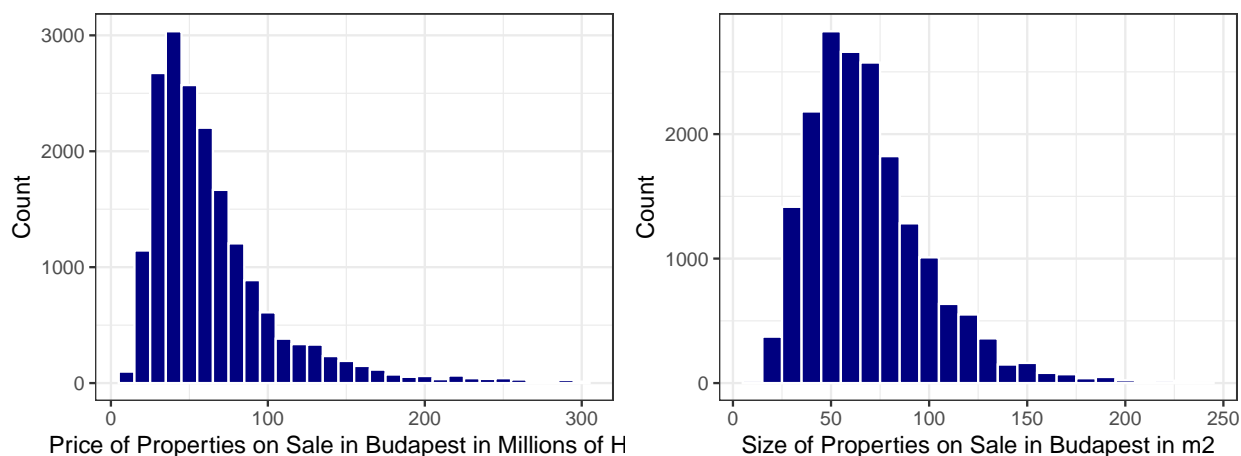 3000
2000
1000
0
Count
0 100 200 300
Price of Properties on Sale in Budapest in Millions of H
2000
1000
0
Count
0 50 100 150 200 250
Size of Properties on Sale in Budapest in m2